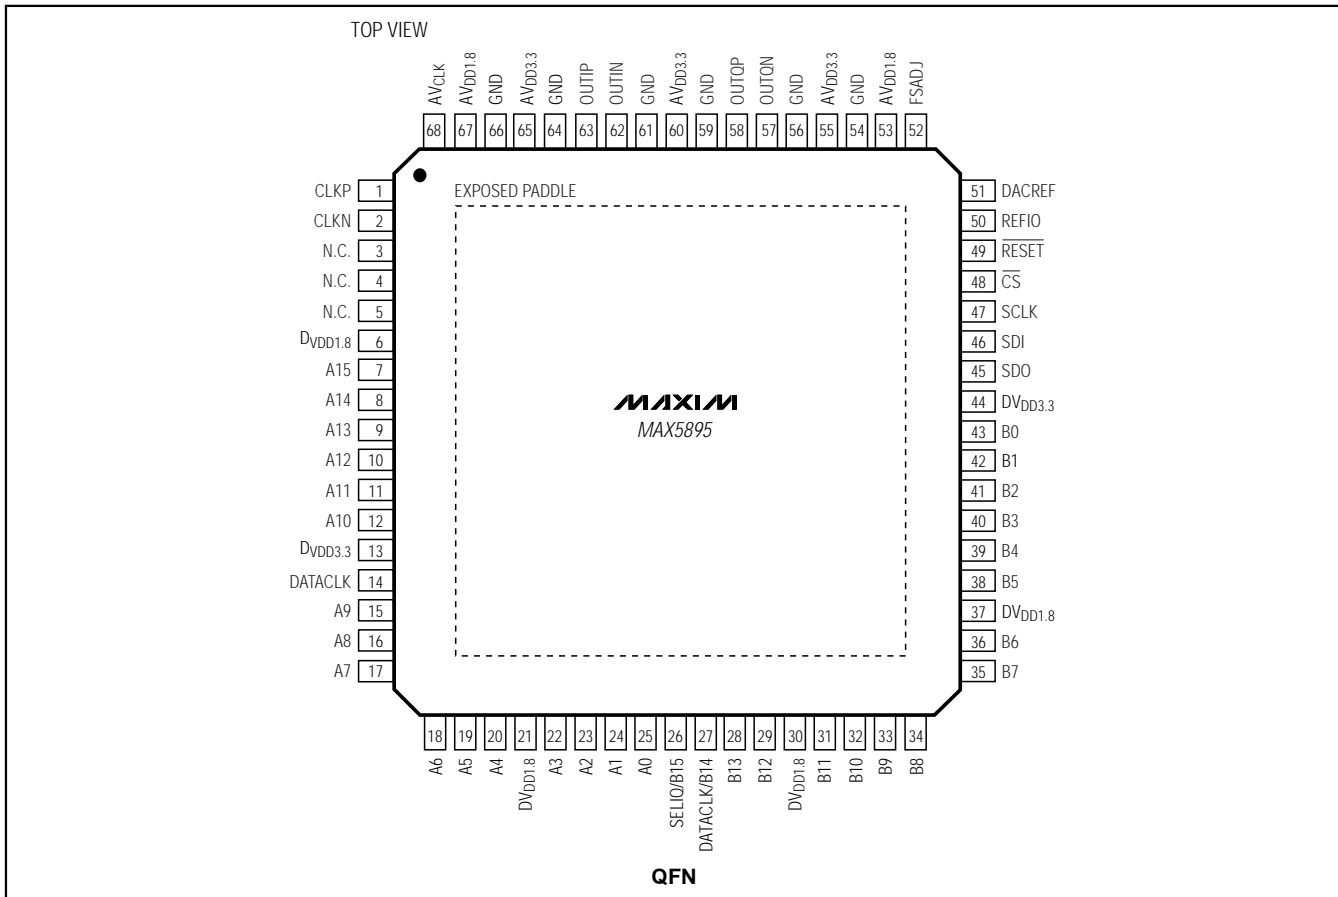 TOP VIEW
AVCLK
AVDD1.8
GND
AVDD3.3
GND
OUTIP
OUTIN
GND
AVDD3.3
GND
OUTQP
OUTQN
GND
AVDD3.3
GND
AVDD1.8
FSADJ
68 67 66 65 64 63 62 61 60 59 58 57 56 55 54 53 52
EXPOSED PADDLE
CLKP 1
CLKN 2
N.C. 3
N.C. 4
N.C. 5
DVDD1.8 6
A15 7
A14 8
A13 9
A12 10
A11 11
A10 12
DVDD3.3 13
DATACLK 14
A9 15
A8 16
A7 17
MAXIM
MAX5895
51 DACREF
50 REFIO
49 RESET
48 CS
47 SCLK
46 SDI
45 SDO
44 DVDD3.3
43 B0
42 B1
41 B2
40 B3
39 B4
38 B5
37 DVDD1.8
36 B6
35 B7
18 19 20 21 22 23 24 25 26 27 28 29 30 31 32 33 34
A6
A5
A4
DVDD1.8
A3
A2
A1
A0
SELIQ/B15
DATACLK/B14
B13
B12
DVDD1.8
B11
B10
B9
B8
QFN